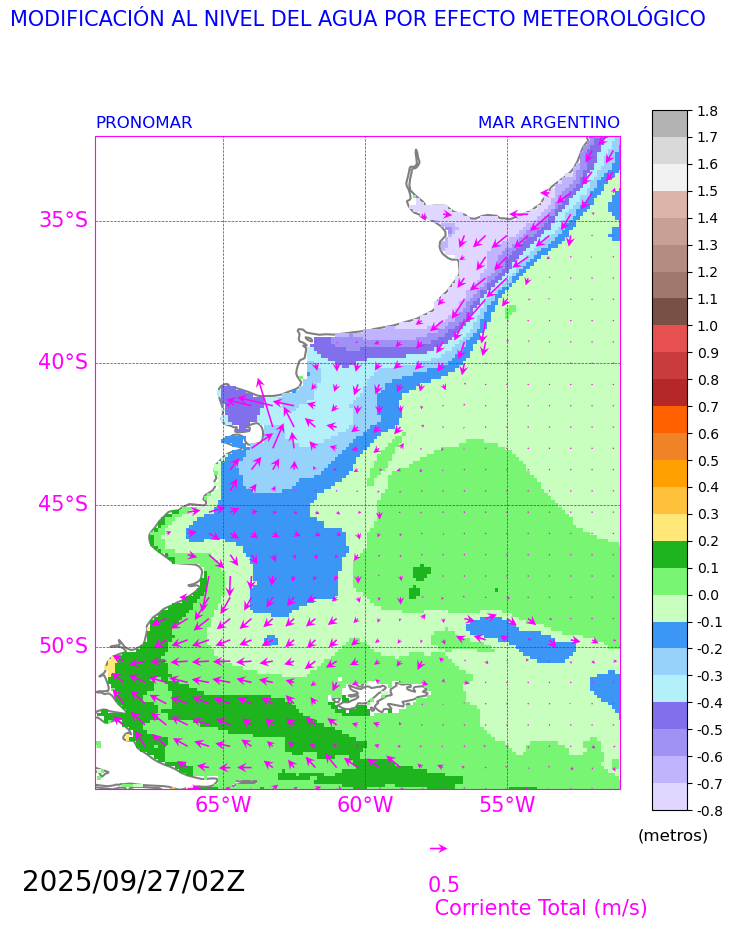 MODIFICACIÓN AL NIVEL DEL AGUA POR EFECTO METEOROLÓGICO
PRONOMAR MAR ARGENTINO
35°S
40°S
45°S
50°S
65°W 60°W 55°W
1.8
1.7
1.6
1.5
1.4
1.3
1.2
1.1
1.0
0.9
0.8
0.7
0.6
0.5
0.4
0.3
0.2
0.1
0.0
-0.1
-0.2
-0.3
-0.4
-0.5
-0.6
-0.7
-0.8
(metros)
2025/09/27/02Z
0.5
Corriente Total (m/s)